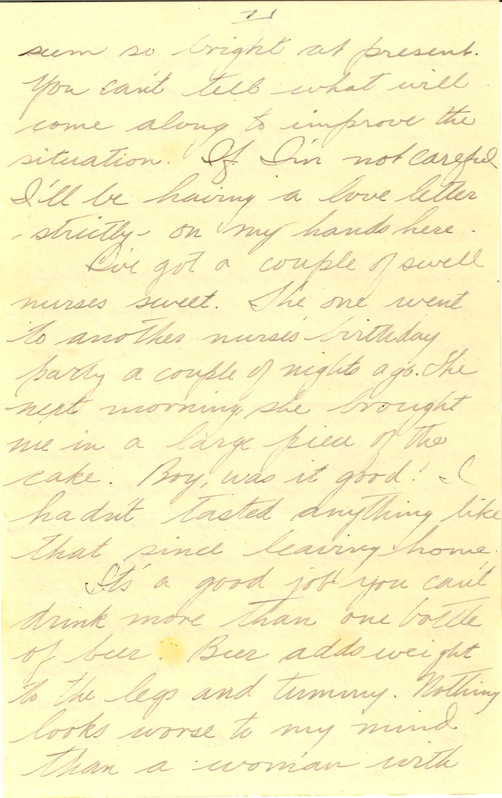 seem so bright at present.
You can't tell what will
come along to improve the
situation. If I'm not careful
I'll be having a love letter
- strictly - on my hands here.
I've got a couple of swell
nurses sweet. The one went
to another nurse's birthday
party a couple of nights ago. The
next morning she brought
me in a large piece of the
cake. Boy, was it good! I
hadn't tasted anything like
that since leaving home.
It's a good job you can't
drink more than one bottle
of beer. Beer adds weight
to the legs and tummy. Nothing
looks worse to my mind
than a woman with